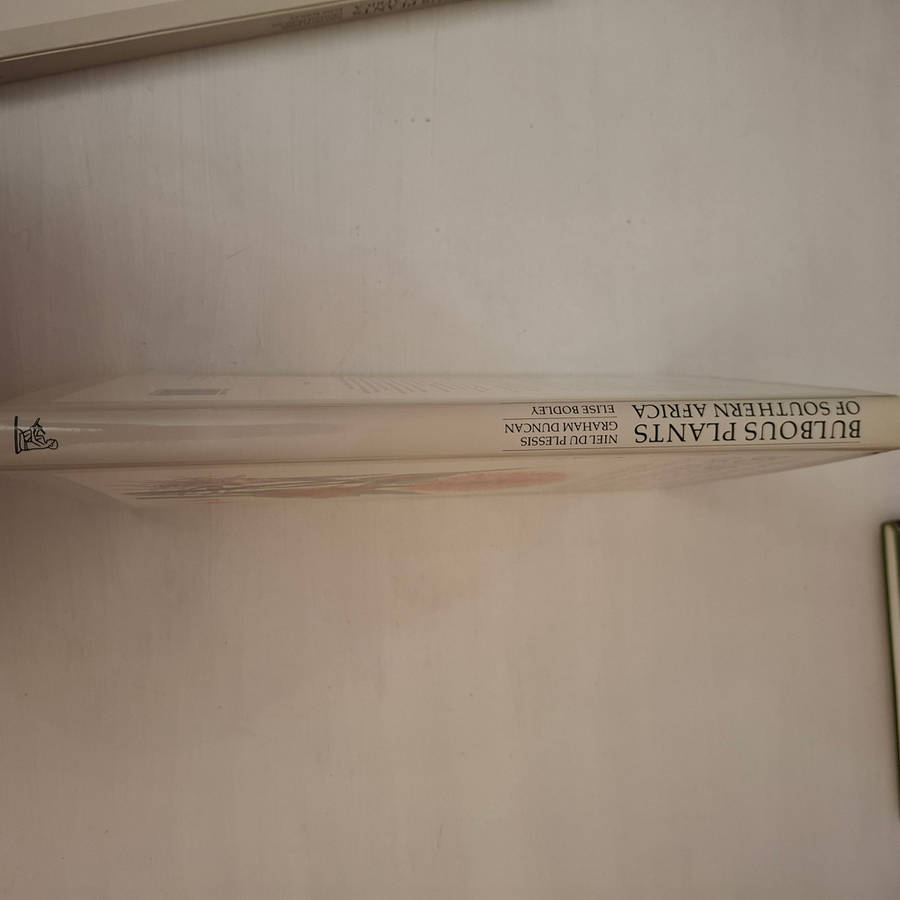 BULBOUS PLANTS
OF SOUTHERN AFRICA
NIEL DU PLESSIS
GRAHAM DUNCAN
ELISE BODLEY